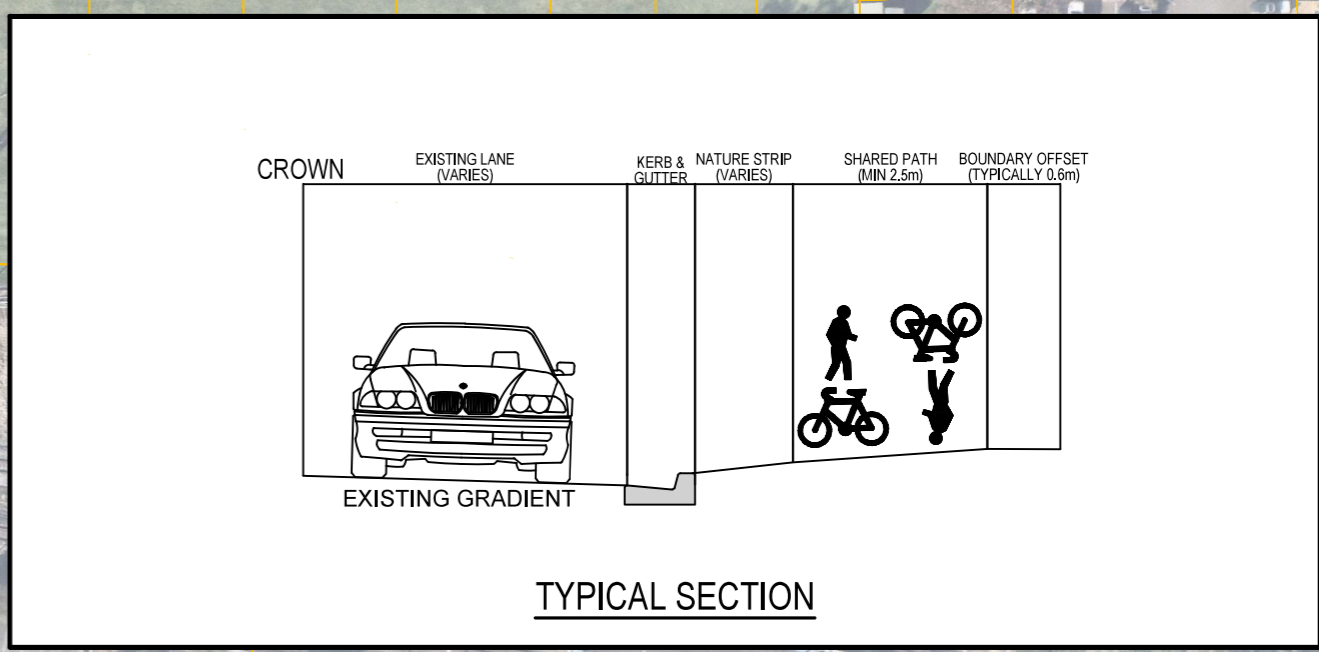 CROWN
EXISTING LANE
(VARIES)
KERB &
GUTTER
NATURE STRIP
(VARIES)
SHARED PATH
(MIN 2.5m)
BOUNDARY OFFSET
(TYPICALLY 0.6m)
EXISTING GRADIENT
TYPICAL SECTION